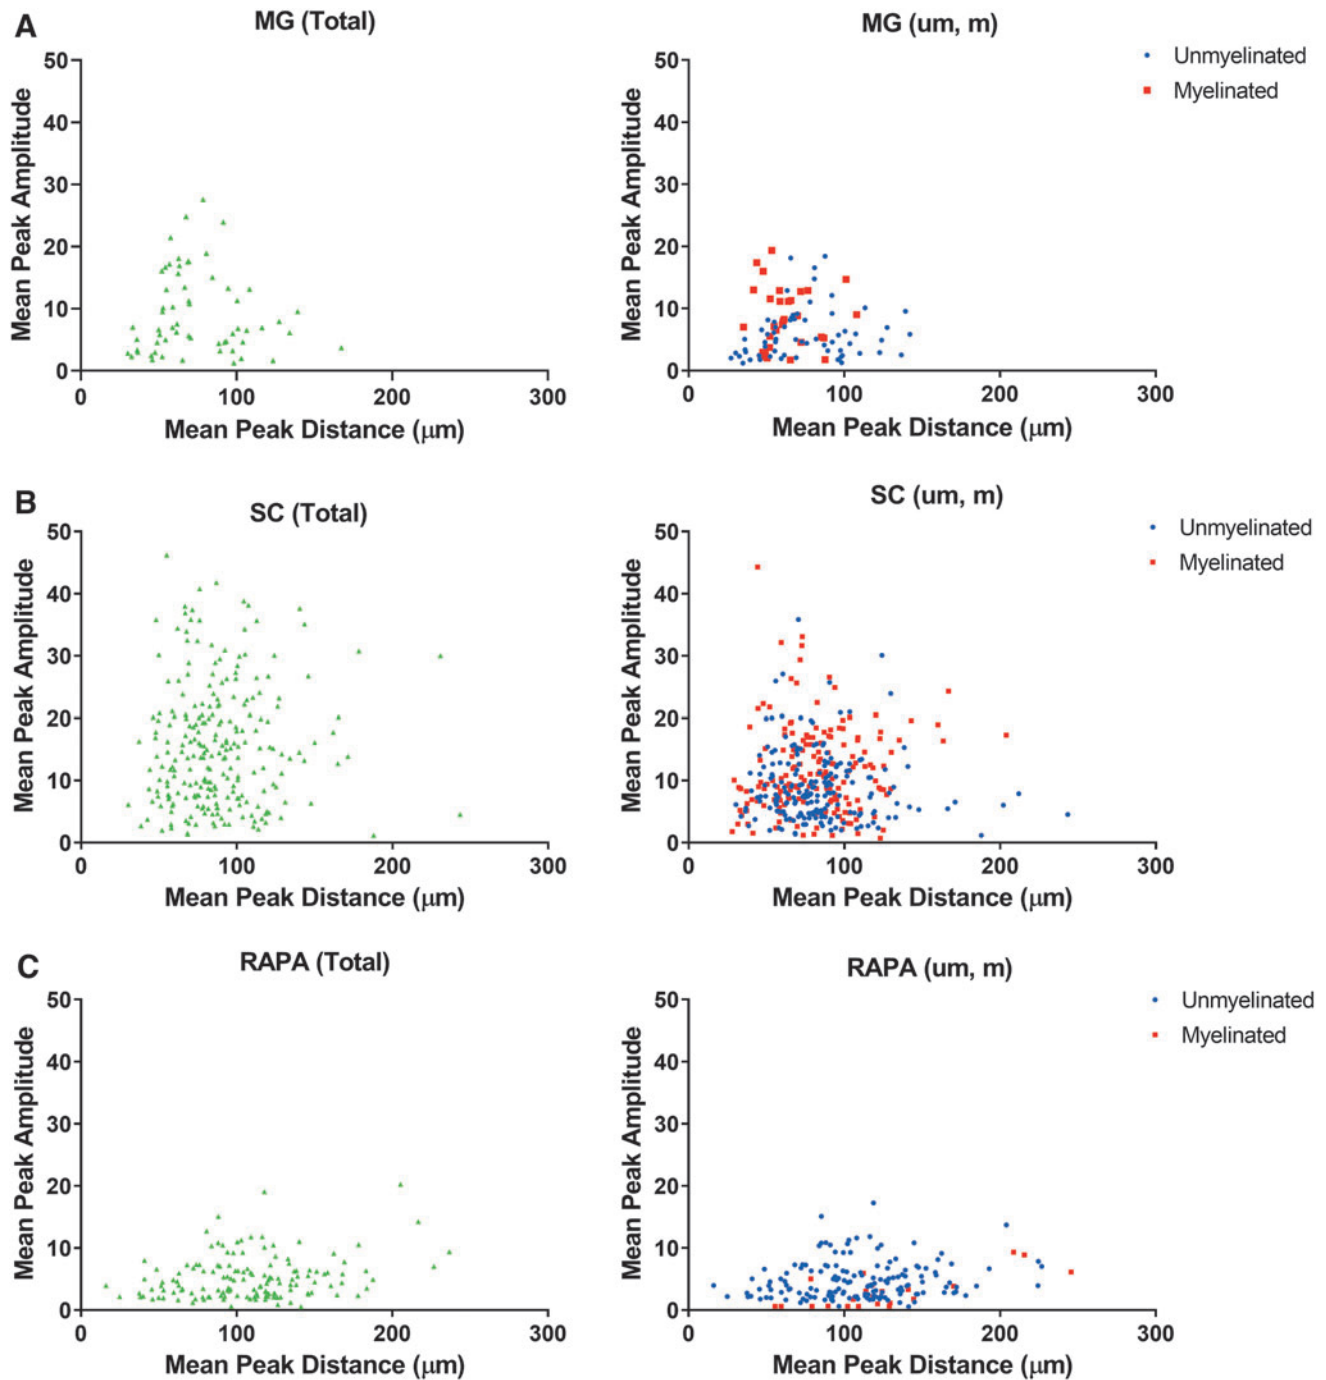 A
MG (Total)
50
40
30
20
10
0
Mean Peak Amplitude
0 100 200 300
Mean Peak Distance (μm)
MG (um, m)
50
40
30
20
10
0
Mean Peak Amplitude
0 100 200 300
Mean Peak Distance (μm)
Unmyelinated
Myelinated
B
SC (Total)
50
40
30
20
10
0
Mean Peak Amplitude
0 100 200 300
Mean Peak Distance (μm)
SC (um, m)
50
40
30
20
10
0
Mean Peak Amplitude
0 100 200 300
Mean Peak Distance (μm)
Unmyelinated
Myelinated
C
RAPA (Total)
50
40
30
20
10
0
Mean Peak Amplitude
0 100 200 300
Mean Peak Distance (μm)
RAPA (um, m)
50
40
30
20
10
0
Mean Peak Amplitude
0 100 200 300
Mean Peak Distance (μm)
Unmyelinated
Myelinated